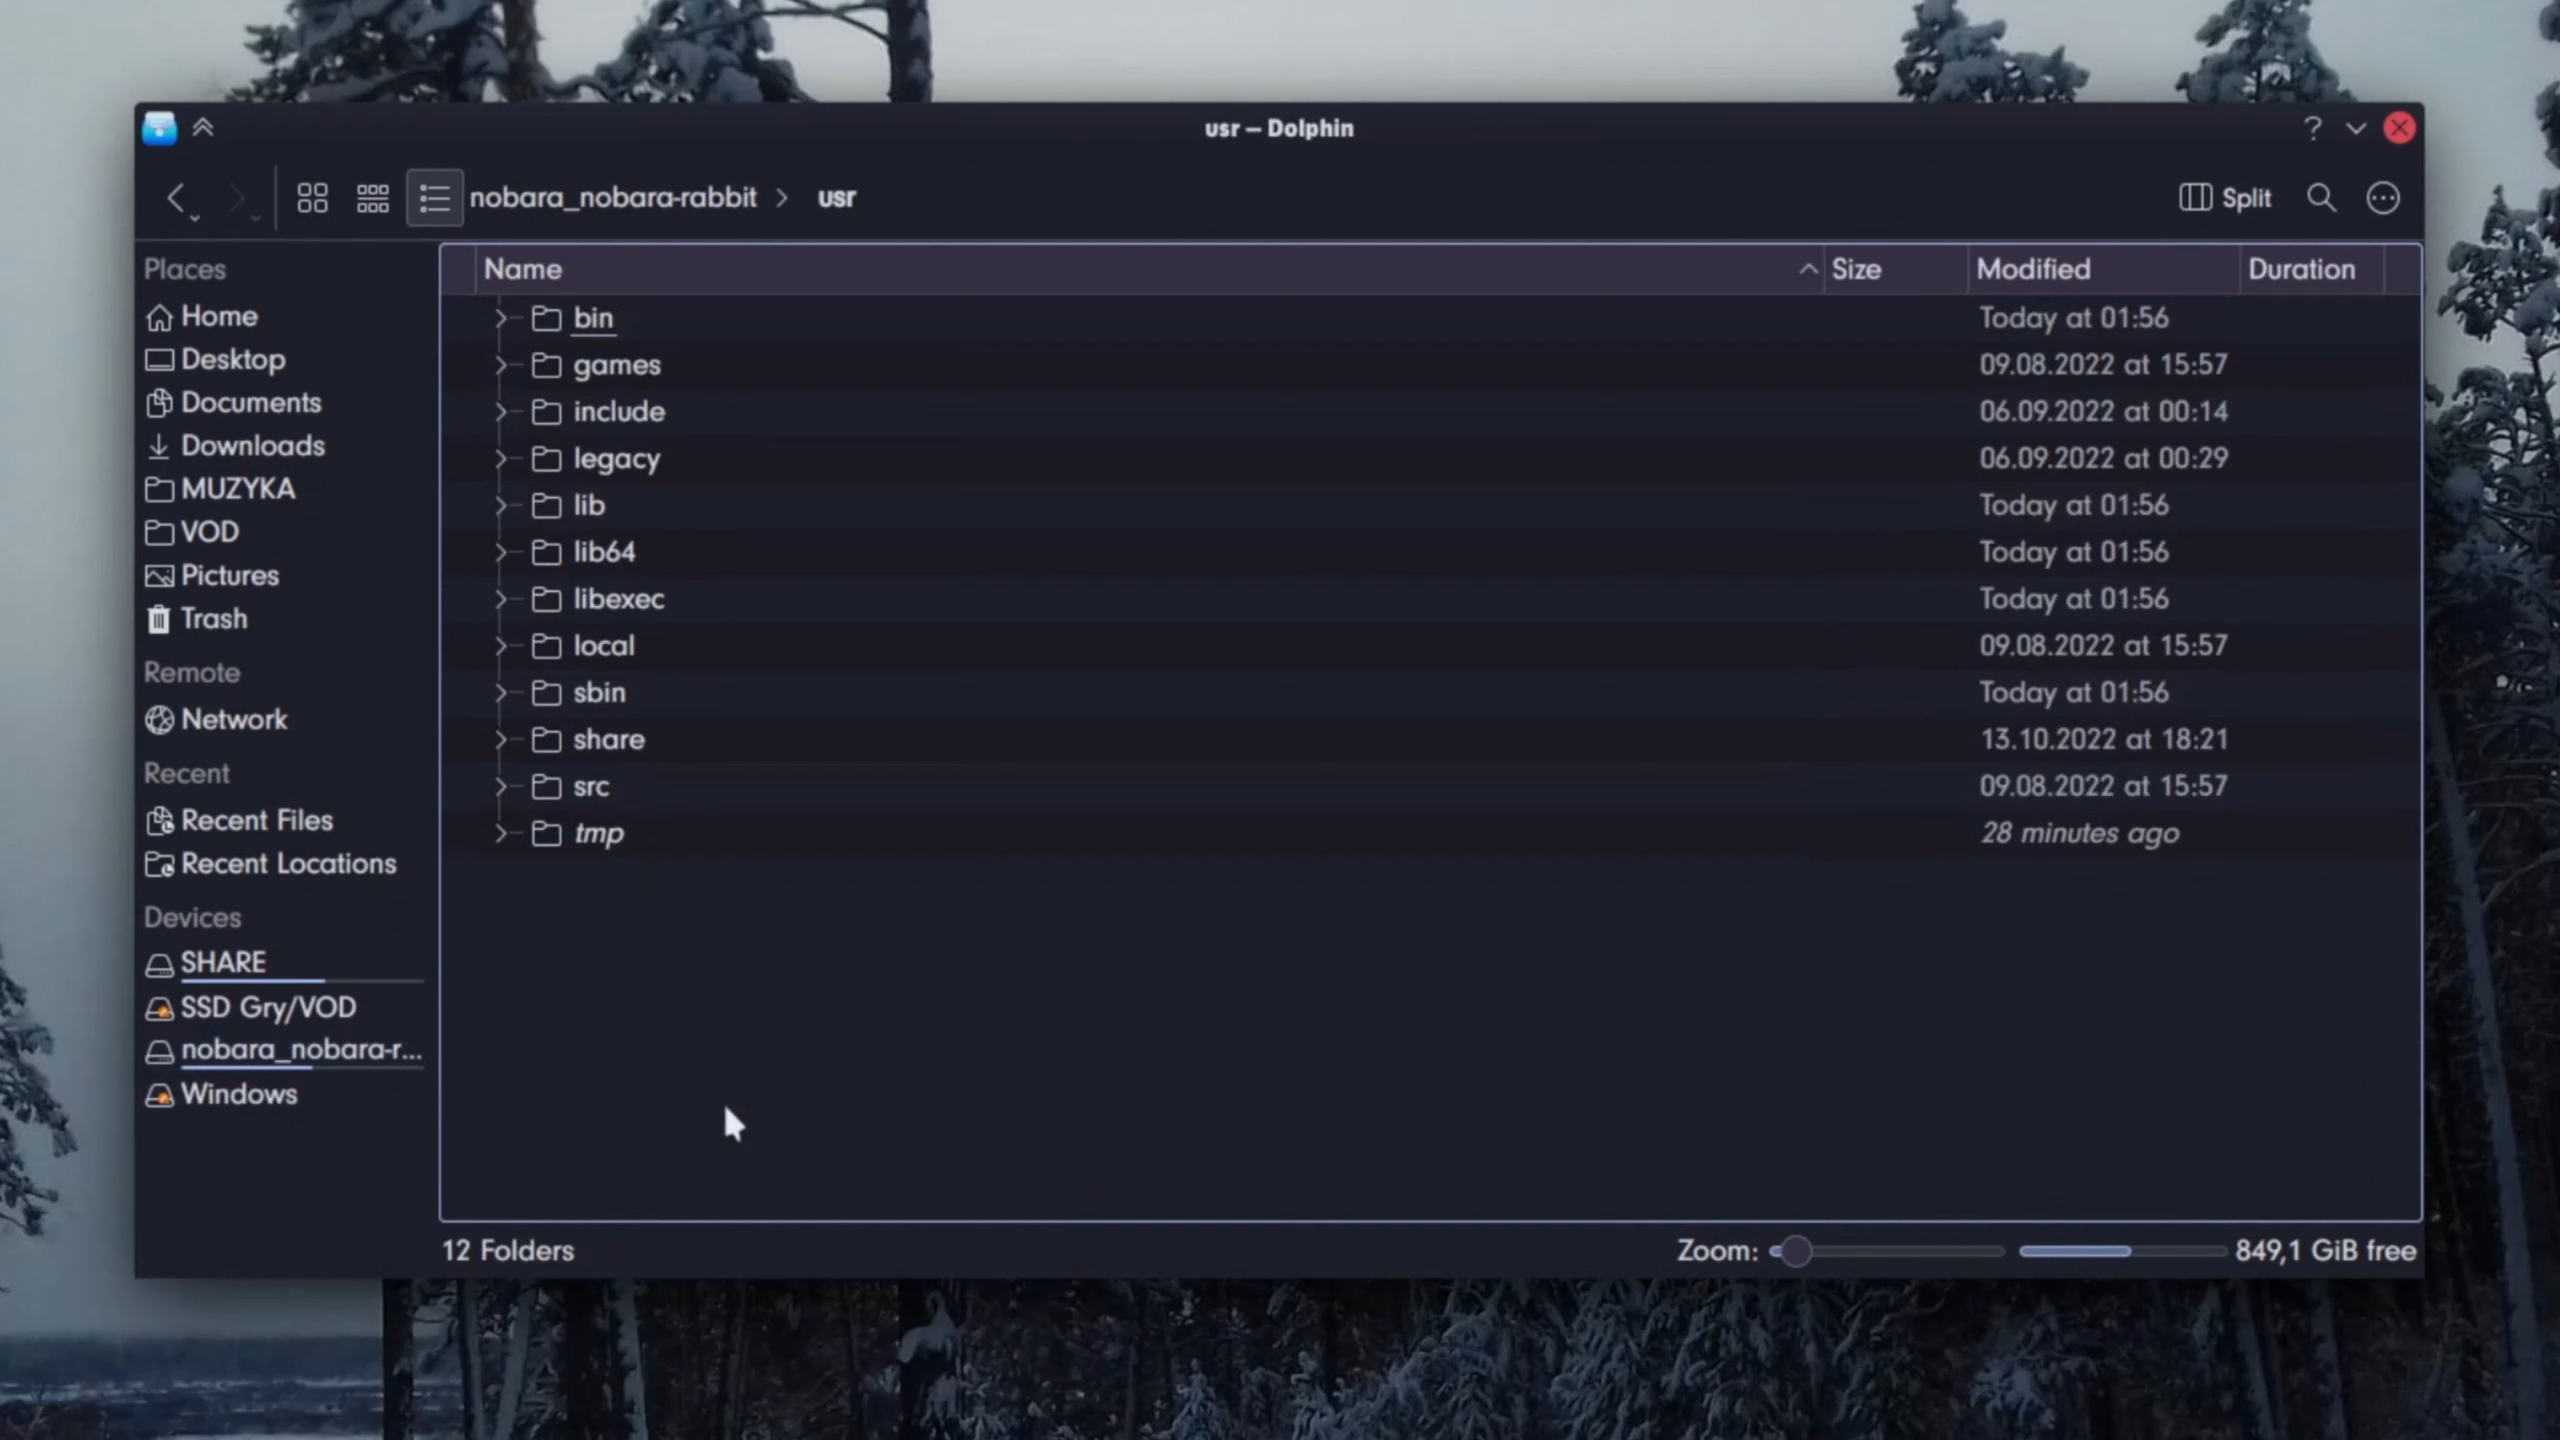 usr – Dolphin
?
nobara_nobara-rabbit > usr
Split
Places
Home
Desktop
Documents
Downloads
MUZYKA
VOD
Pictures
Trash
Remote
Network
Recent
Recent Files
Recent Locations
Devices
SHARE
SSD Gry/VOD
nobara_nobara-r...
Windows
Name Size Modified Duration
bin Today at 01:56
games 09.08.2022 at 15:57
include 06.09.2022 at 00:14
legacy 06.09.2022 at 00:29
lib Today at 01:56
lib64 Today at 01:56
libexec Today at 01:56
local 09.08.2022 at 15:57
sbin Today at 01:56
share 13.10.2022 at 18:21
src 09.08.2022 at 15:57
tmp 28 minutes ago
12 Folders
Zoom: 849,1 GiB free